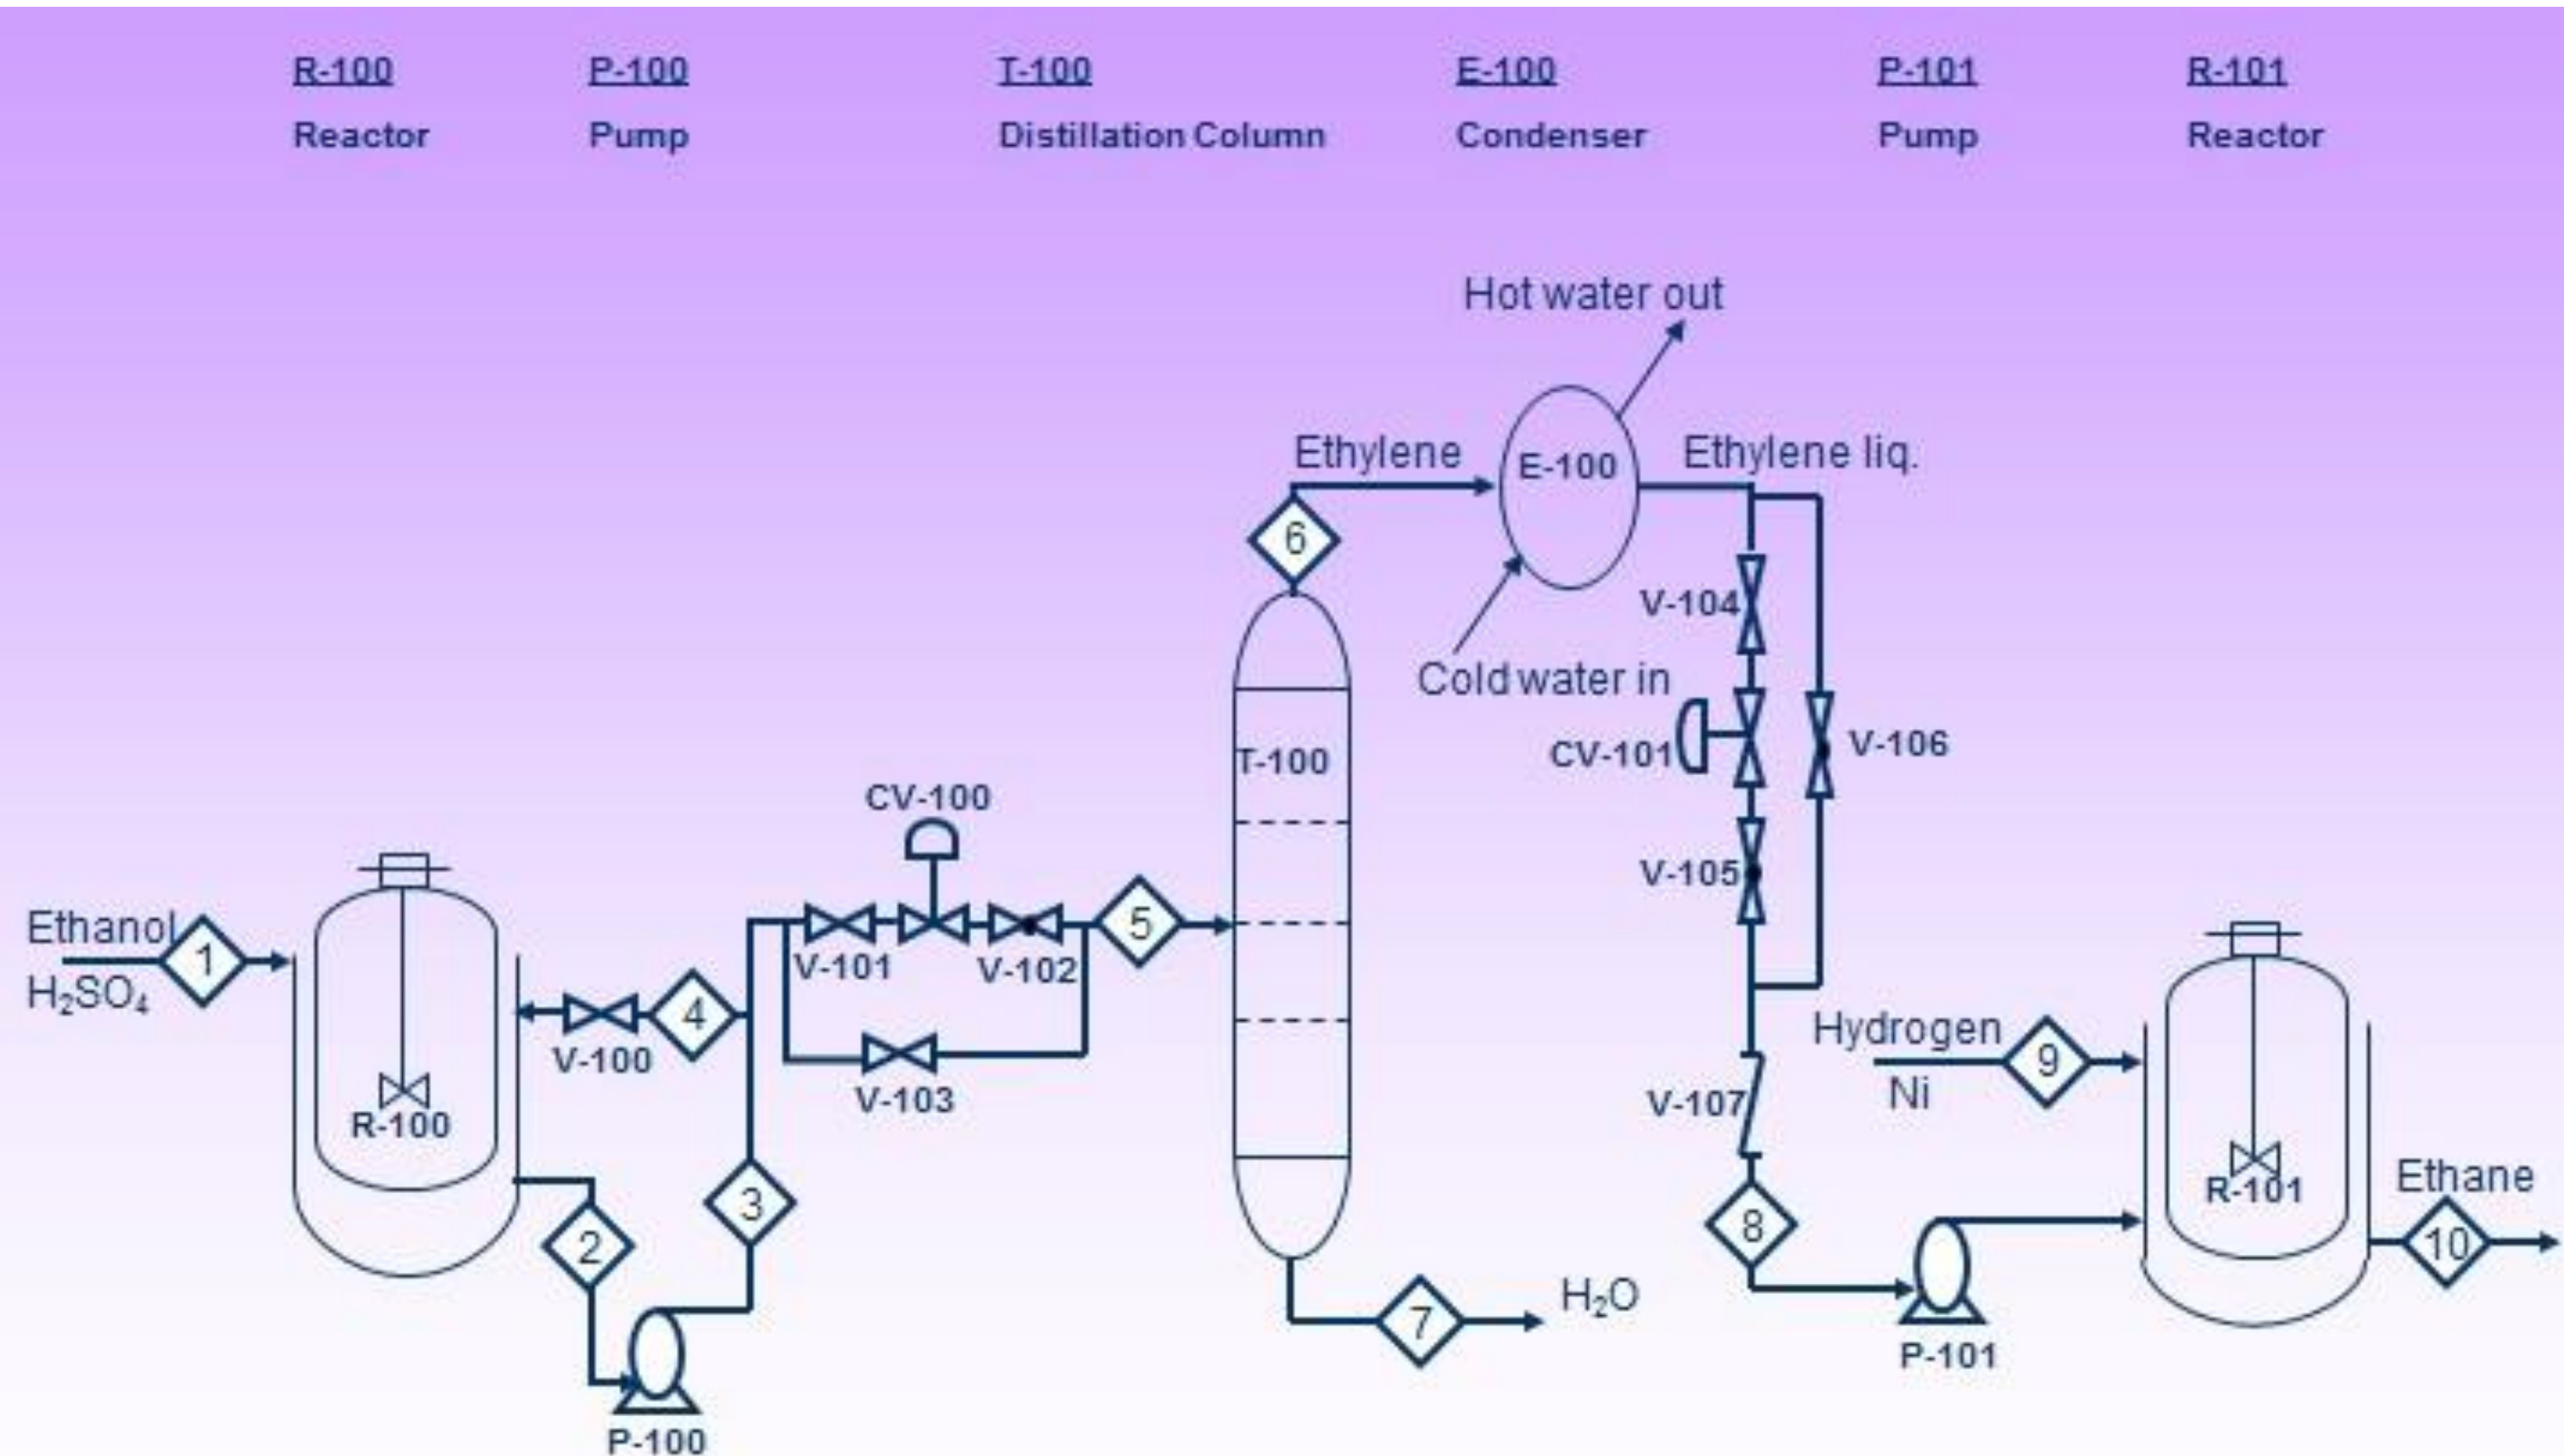 R-100
Reactor
P-100
Pump
T-100
Distillation Column
E-100
Condenser
P-101
Pump
R-101
Reactor
Hot water out
Ethylene
E-100
Ethylene liq.
6
V-104
Cold water in
CV-101
V-106
T-100
CV-100
V-105
Ethanol
1
H₂SO₄
V-101
V-102
5
4
V-100
V-103
R-100
Hydrogen
9
Ni
V-107
3
2
8
R-101
Ethane
10
7
H₂O
P-101
P-100